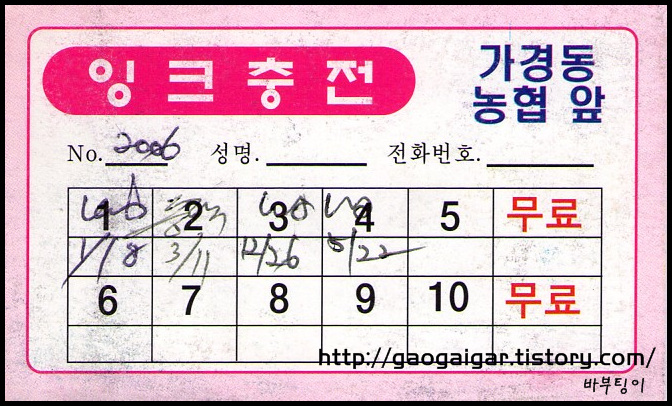 잉크충전
가경동
농협 앞
No. 2006 성명. 전화번호.
1 2 3 4 5 무료
1/8 3/11 12/26 5/22
6 7 8 9 10 무료
http://gaogaigar.tistory.com/
바부팅이